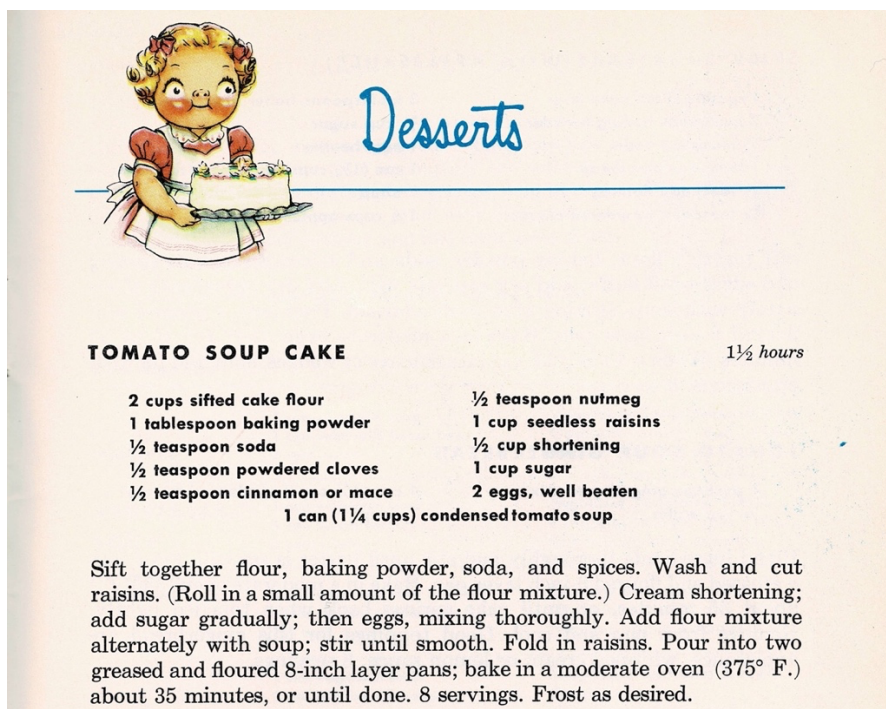 Desserts
TOMATO SOUP CAKE 1½ hours
2 cups sifted cake flour
1 tablespoon baking powder
½ teaspoon soda
½ teaspoon powdered cloves
½ teaspoon cinnamon or mace
½ teaspoon nutmeg
1 cup seedless raisins
½ cup shortening
1 cup sugar
2 eggs, well beaten
1 can (1¼ cups) condensed tomato soup
Sift together flour, baking powder, soda, and spices. Wash and cut
raisins. (Roll in a small amount of the flour mixture.) Cream shortening;
add sugar gradually; then eggs, mixing thoroughly. Add flour mixture
alternately with soup; stir until smooth. Fold in raisins. Pour into two
greased and floured 8-inch layer pans; bake in a moderate oven (375° F.)
about 35 minutes, or until done. 8 servings. Frost as desired.